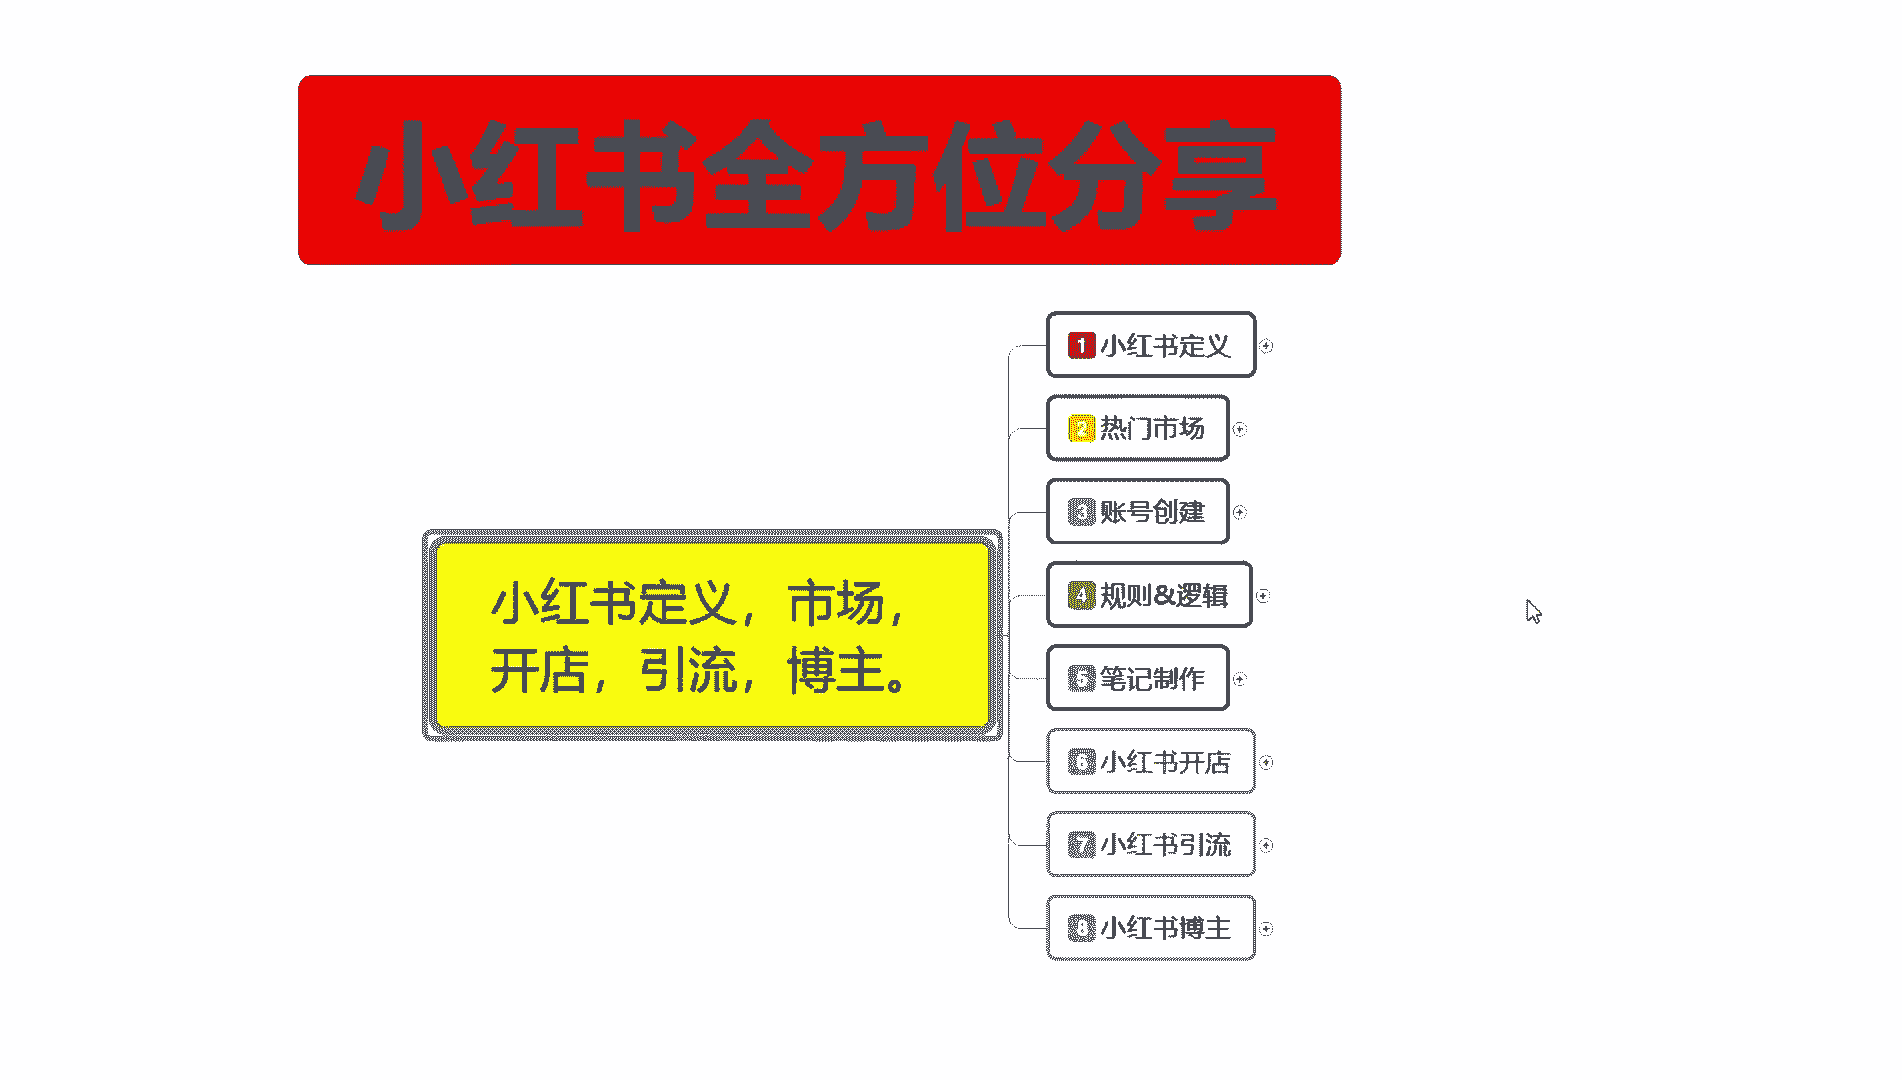 小红书全方位分享
小红书定义，市场，
开店，引流，博主。
1 小红书定义
2 热门市场
3 账号创建
4 规则&逻辑
5 笔记制作
6 小红书开店
7 小红书引流
8 小红书博主